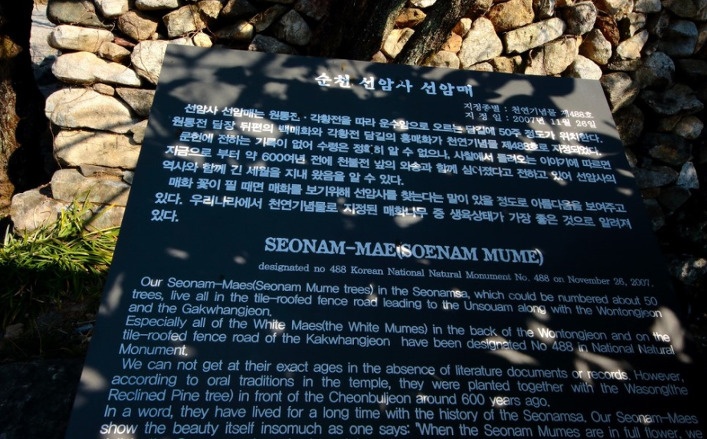 순천 선암사 선암매
지정종별 : 천연기념물 제488호
지 정 일 : 2007년 11월 26일
선암사 선암매는 원통전 · 각황전을 따라 운수암으로 오르는 담길에 50주 정도가 위치한다.
원통전 담장 뒤편의 백매화와 각황전 담길의 홍매화가 천연기념물 제488호로 지정되었다.
문헌에 전하는 기록이 없어 수령은 정확히 알 수 없으나, 사찰에서 들려오는 이야기에 따르면
지금으로 부터 약 600여년 전에 천불전 앞의 와송과 함께 심어졌다고 전하고 있어 선암사의
역사와 함께 긴 세월을 지내 왔음을 알 수 있다.
매화 꽃이 필 때면 매화를 보기위해 선암사를 찾는다는 말이 있을 정도로 아름다움을 보여주고
있다. 우리나라에서 천연기념물로 지정된 매화나무 중 생육상태가 가장 좋은 것으로 알려져
있다.
SEONAM-MAE(SOENAM MUME)
designated no 488 Korean National Natural Monument No. 488 on November 26, 2007.
Our Seonam-Maes(Seonam Mume trees) in the Seonamsa, which could be numbered about 50
trees, live all in the tile-roofed fence road leading to the Unsouam along with the Wontongjeon
and the Gakwhangjeon.
Especially all of the White Maes(the White Mumes) in the back of the Wontongjeon and on the
tile-roofed fence road of the Kakwhangjeon have been designated No 488 in National Natural
Monument.
We can not get at their exact ages in the absence of literature documents or records. However,
according to oral traditions in the temple, they were planted together with the Wasong(the
Reclined Pine tree) in front of the Cheonbuljeon around 600 years ago.
In a word, they have lived for a long time with the history of the Seonamsa. Our Seonam-Maes
show the beauty itself insomuch as one says: "When the Seonam Mumes are in full flower, we